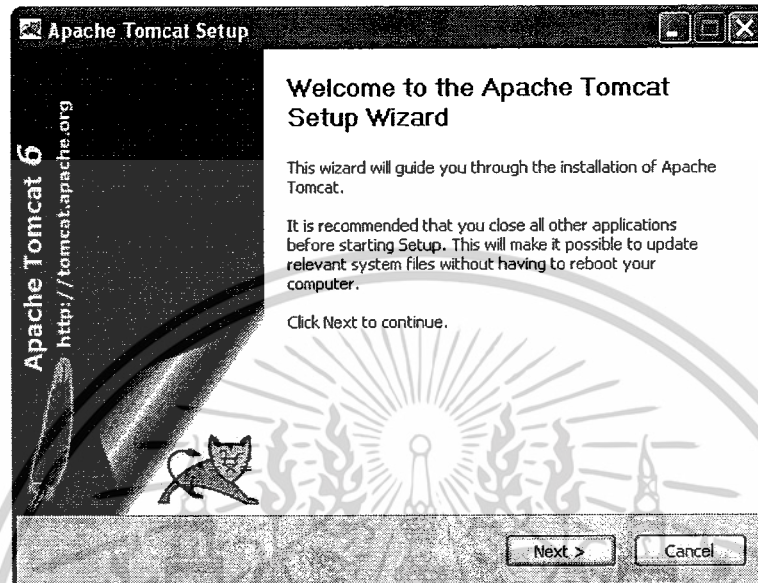 Apache Tomcat Setup
Apache Tomcat 6
http://tomcat.apache.org
Welcome to the Apache Tomcat
Setup Wizard
This wizard will guide you through the installation of Apache
Tomcat.
It is recommended that you close all other applications
before starting Setup. This will make it possible to update
relevant system files without having to reboot your
computer.
Click Next to continue.
Next >
Cancel